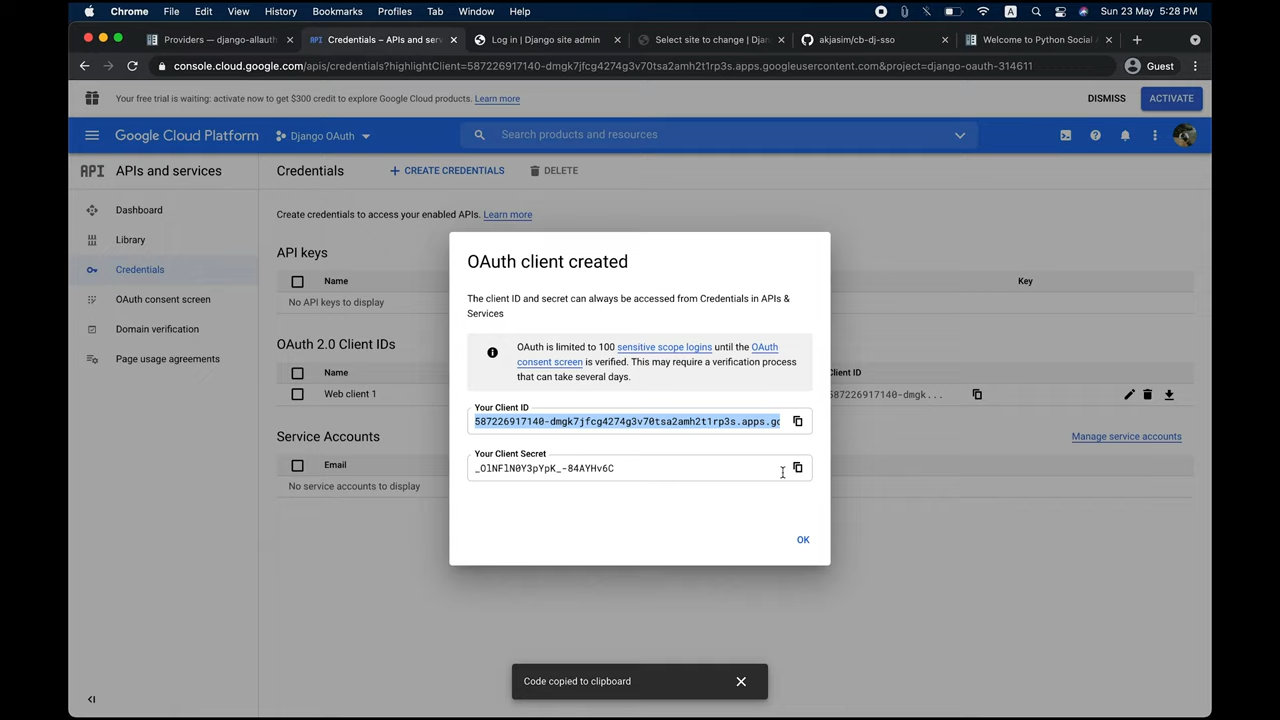 Chrome File Edit View History Bookmarks Profiles Tab Window Help A Sun 23 May 5:28 PM
Providers — django-allauth Credentials – APIs and serv Log in | Django site admin Select site to change | Djan akjasim/cb-dj-sso Welcome to Python Social A
console.cloud.google.com/apis/credentials?highlightClient=587226917140-dmgk7jfcg4274g3v70tsa2amh2t1rp3s.apps.googleusercontent.com&project=django-oauth-314611 Guest
Your free trial is waiting: activate now to get $300 credit to explore Google Cloud products. Learn more DISMISS ACTIVATE
Google Cloud Platform Django OAuth Search products and resources
API APIs and services Credentials CREATE CREDENTIALS DELETE
Dashboard
Library
Credentials
OAuth consent screen
Domain verification
Page usage agreements
Create credentials to access your enabled APIs. Learn more
API keys
Name Key
No API keys to display
OAuth 2.0 Client IDs
Name Client ID
Web client 1 587226917140-dmgk...
Service Accounts Manage service accounts
Email
No service accounts to display
OAuth client created
The client ID and secret can always be accessed from Credentials in APIs &
Services
OAuth is limited to 100 sensitive scope logins until the OAuth
consent screen is verified. This may require a verification process
that can take several days.
Your Client ID
587226917140-dmgk7jfcg4274g3v70tsa2amh2t1rp3s.apps.gc
Your Client Secret
_OlNFlN0Y3pYpK_-84AYHv6C
OK
Code copied to clipboard